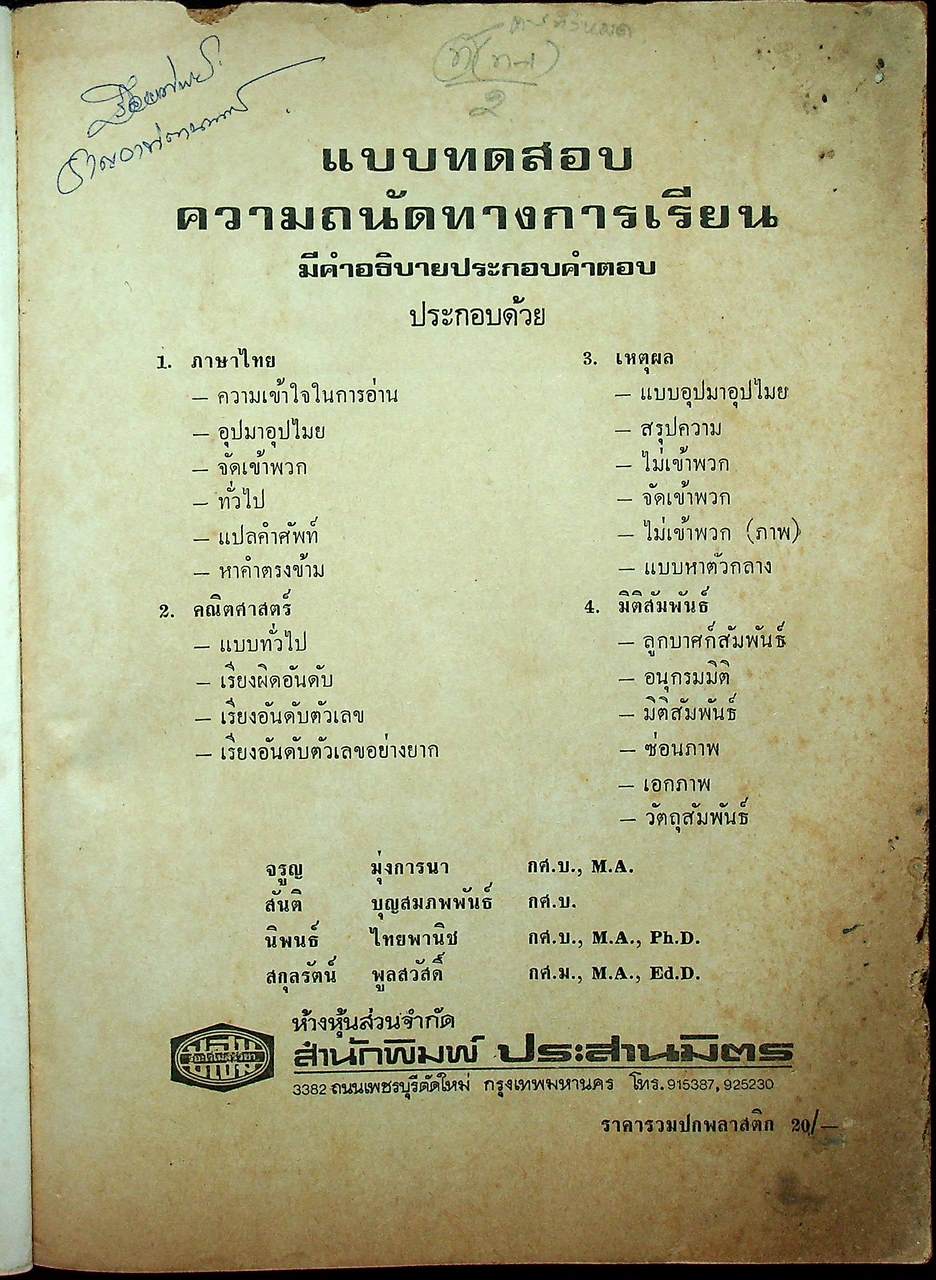 แบบทดสอบ
ความถนัดทางการเรียน
มีคำอธิบายประกอบคำตอบ
ประกอบด้วย
1. ภาษาไทย
– ความเข้าใจในการอ่าน
– อุปมาอุปไมย
– จัดเข้าพวก
– ทั่วไป
– แปลคำศัพท์
– หาคำตรงข้าม
2. คณิตศาสตร์
– แบบทั่วไป
– เรียงผิดอันดับ
– เรียงอันดับตัวเลข
– เรียงอันดับตัวเลขอย่างยาก
3. เหตุผล
– แบบอุปมาอุปไมย
– สรุปความ
– ไม่เข้าพวก
– จัดเข้าพวก
– ไม่เข้าพวก (ภาพ)
– แบบหาตัวกลาง
4. มิติสัมพันธ์
– ลูกบาศก์สัมพันธ์
– อนุกรมมิติ
– มิติสัมพันธ์
– ซ่อนภาพ
– เอกภาพ
– วัตถุสัมพันธ์
จรูญ มุ่งการนา กศ.บ., M.A.
สันติ บุญสมภพพันธ์ กศ.บ.
นิพนธ์ ไทยพานิช กศ.บ., M.A., Ph.D.
สกุลรัตน์ พูลสวัสดิ์ กศ.ม., M.A., Ed.D.
ห้างหุ้นส่วนจำกัด
สำนักพิมพ์ ประสานมิตร
3382 ถนนเพชรบุรีตัดใหม่ กรุงเทพมหานคร โทร. 915387, 925230
ราคารวมปกพลาสติก 20/–